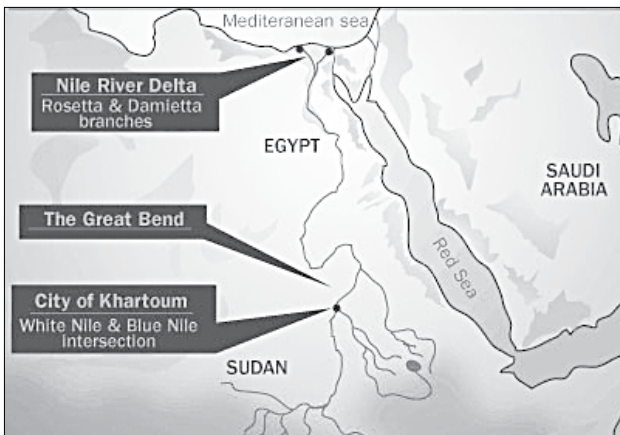 Mediteranean sea
Nile River Delta
Rosetta & Damietta
branches
EGYPT
SAUDI
ARABIA
The Great Bend
Red Sea
City of Khartoum
White Nile & Blue Nile
intersection
SUDAN